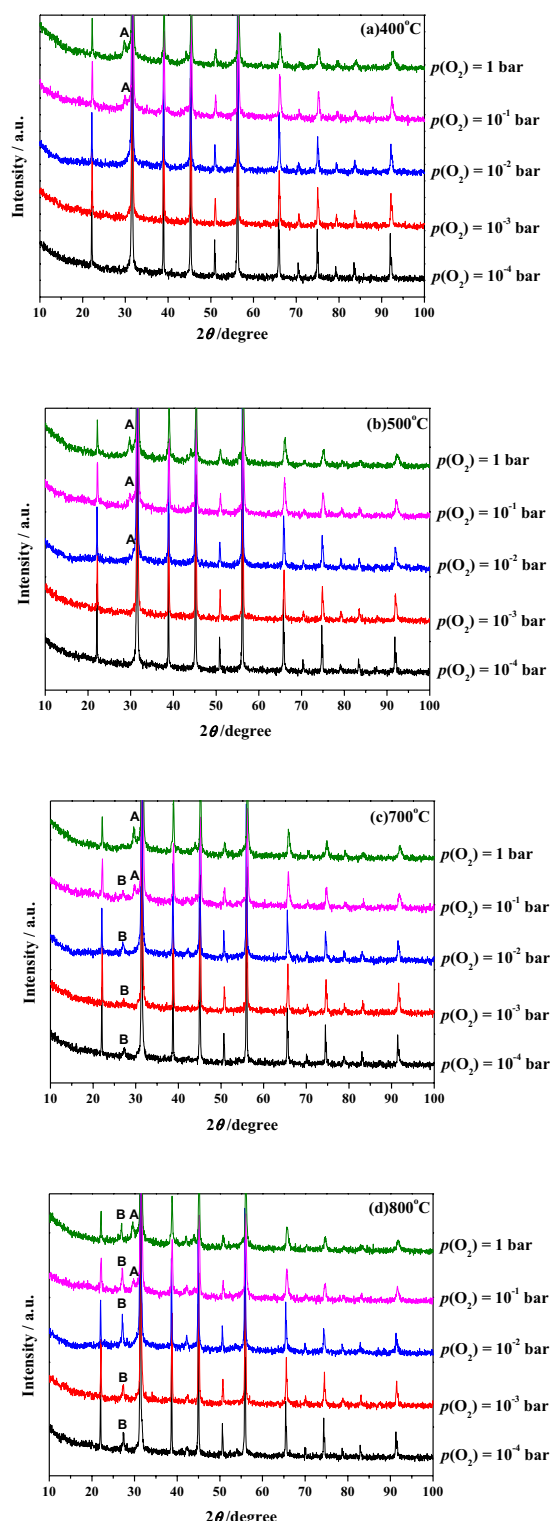 (a)400°C
A
A
p(O₂) = 1 bar
p(O₂) = 10⁻¹ bar
p(O₂) = 10⁻² bar
p(O₂) = 10⁻³ bar
p(O₂) = 10⁻⁴ bar
Intensity / a.u.
10 20 30 40 50 60 70 80 90 100
2θ/degree
(b)500°C
A
A
A
p(O₂) = 1 bar
p(O₂) = 10⁻¹ bar
p(O₂) = 10⁻² bar
p(O₂) = 10⁻³ bar
p(O₂) = 10⁻⁴ bar
Intensity / a.u.
10 20 30 40 50 60 70 80 90 100
2θ/degree
(c)700°C
A
B A
B
B
B
p(O₂) = 1 bar
p(O₂) = 10⁻¹ bar
p(O₂) = 10⁻² bar
p(O₂) = 10⁻³ bar
p(O₂) = 10⁻⁴ bar
Intensity / a.u.
10 20 30 40 50 60 70 80 90 100
2θ/degree
(d)800°C
B A
B A
B
B
B
p(O₂) = 1 bar
p(O₂) = 10⁻¹ bar
p(O₂) = 10⁻² bar
p(O₂) = 10⁻³ bar
p(O₂) = 10⁻⁴ bar
Intensity / a.u.
10 20 30 40 50 60 70 80 90 100
2θ/degree